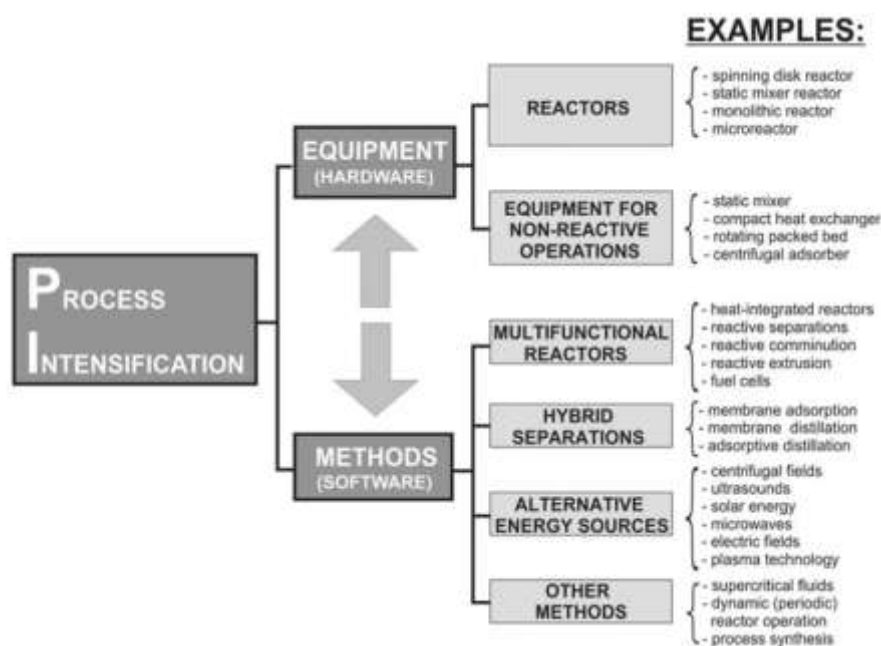 EXAMPLES:
PROCESS
INTENSIFICATION
EQUIPMENT
(HARDWARE)
REACTORS
- spinning disk reactor
- static mixer reactor
- monolithic reactor
- microreactor
EQUIPMENT FOR
NON-REACTIVE
OPERATIONS
- static mixer
- compact heat exchanger
- rotating packed bed
- centrifugal adsorber
METHODS
(SOFTWARE)
MULTIFUNCTIONAL
REACTORS
- heat-integrated reactors
- reactive separations
- reactive comminution
- reactive extrusion
- fuel cells
HYBRID
SEPARATIONS
- membrane adsorption
- membrane distillation
- adsorptive distillation
ALTERNATIVE
ENERGY SOURCES
- centrifugal fields
- ultrasounds
- solar energy
- microwaves
- electric fields
- plasma technology
OTHER
METHODS
- supercritical fluids
- dynamic (periodic)
reactor operation
- process synthesis